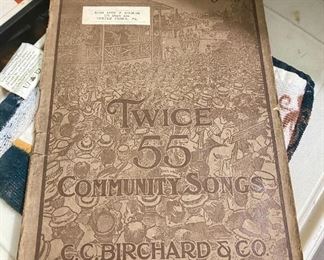 TWICE
55
COMMUNITY SONGS
C.C. BIRCHARD & CO.